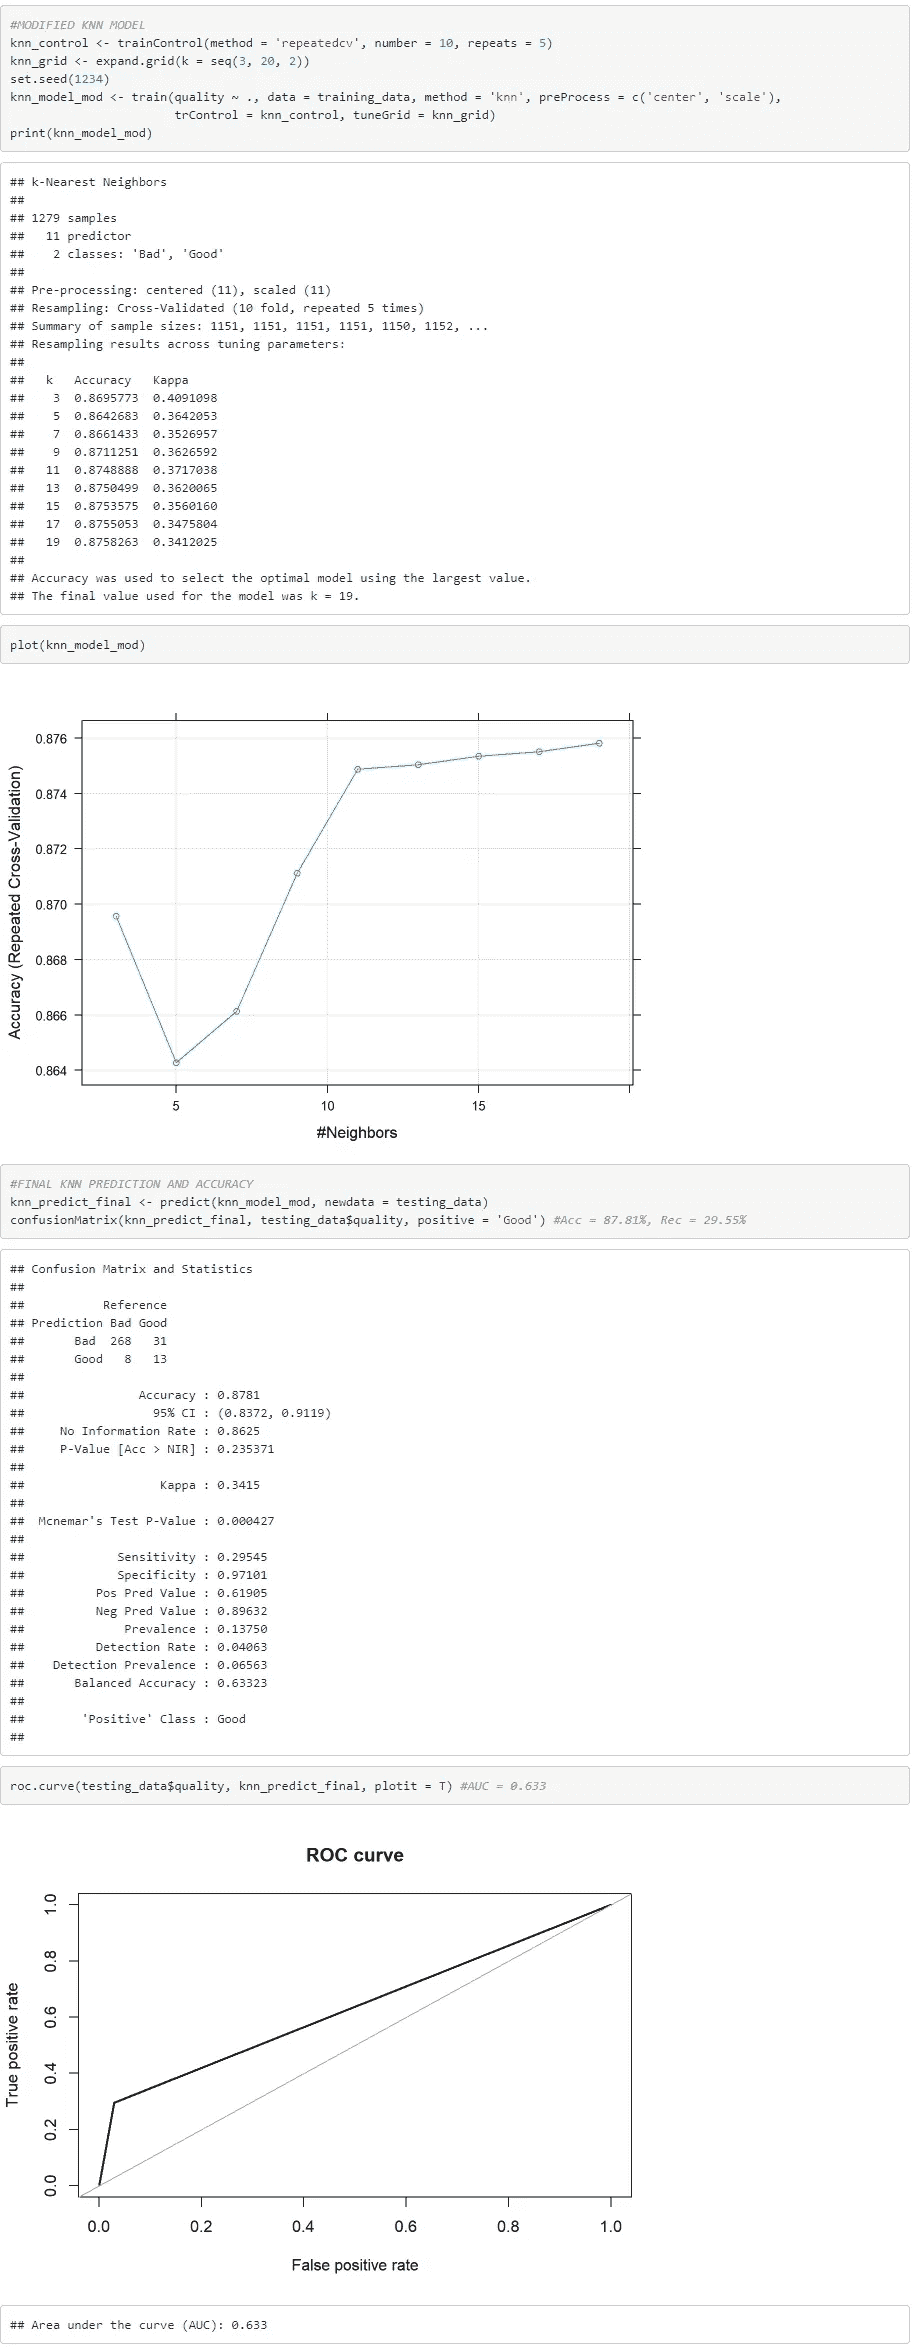 #MODIFIED KNN MODEL
knn_control <- trainControl(method = 'repeatedcv', number = 10, repeats = 5)
knn_grid <- expand.grid(k = seq(3, 20, 2))
set.seed(1234)
knn_model_mod <- train(quality ~ ., data = training_data, method = 'knn', preProcess = c('center', 'scale'),
trControl = knn_control, tuneGrid = knn_grid)
print(knn_model_mod)
## k-Nearest Neighbors
##
## 1279 samples
##   11 predictor
##    2 classes: 'Bad', 'Good'
##
## Pre-processing: centered (11), scaled (11)
## Resampling: Cross-Validated (10 fold, repeated 5 times)
## Summary of sample sizes: 1151, 1151, 1151, 1151, 1150, 1152, ...
## Resampling results across tuning parameters:
##
##   k   Accuracy   Kappa
##    3  0.8695773  0.4091098
##    5  0.8642683  0.3642053
##    7  0.8661433  0.3526957
##    9  0.8711251  0.3626592
##   11  0.8748888  0.3717038
##   13  0.8750499  0.3620065
##   15  0.8753575  0.3560160
##   17  0.8755053  0.3475804
##   19  0.8758263  0.3412025
##
## Accuracy was used to select the optimal model using the largest value.
## The final value used for the model was k = 19.
plot(knn_model_mod)
0.876
0.874
0.872
0.870
0.868
0.866
0.864
Accuracy (Repeated Cross-Validation)
5 10 15
#Neighbors
#FINAL KNN PREDICTION AND ACCURACY
knn_predict_final <- predict(knn_model_mod, newdata = testing_data)
confusionMatrix(knn_predict_final, testing_data$quality, positive = 'Good') #Acc = 87.81%, Rec = 29.55%
## Confusion Matrix and Statistics
##
##           Reference
## Prediction Bad Good
##       Bad  268   31
##       Good   8   13
##
##                Accuracy : 0.8781
##                  95% CI : (0.8372, 0.9119)
##     No Information Rate : 0.8625
##     P-Value [Acc > NIR] : 0.235371
##
##                   Kappa : 0.3415
##
##  Mcnemar's Test P-Value : 0.000427
##
##             Sensitivity : 0.29545
##             Specificity : 0.97101
##          Pos Pred Value : 0.61905
##          Neg Pred Value : 0.89632
##              Prevalence : 0.13750
##          Detection Rate : 0.04063
##    Detection Prevalence : 0.06563
##       Balanced Accuracy : 0.63323
##
##        'Positive' Class : Good
##
roc.curve(testing_data$quality, knn_predict_final, plotit = T) #AUC = 0.633
ROC curve
1.0
0.8
0.6
0.4
0.2
0.0
True positive rate
0.0 0.2 0.4 0.6 0.8 1.0
False positive rate
## Area under the curve (AUC): 0.633